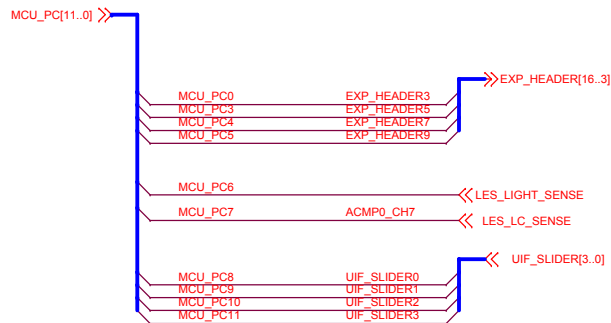 MCU_PC[11..0]
EXP_HEADER[16..3]
MCU_PC0 EXP_HEADER3
MCU_PC3 EXP_HEADER5
MCU_PC4 EXP_HEADER7
MCU_PC5 EXP_HEADER9
MCU_PC6 LES_LIGHT_SENSE
MCU_PC7 ACMP0_CH7 LES_LC_SENSE
UIF_SLIDER[3..0]
MCU_PC8 UIF_SLIDER0
MCU_PC9 UIF_SLIDER1
MCU_PC10 UIF_SLIDER2
MCU_PC11 UIF_SLIDER3